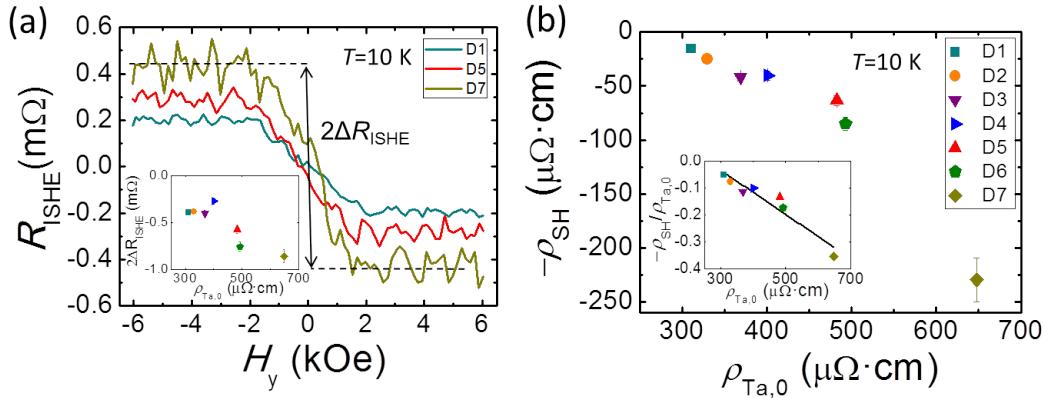 (a)
0.6
0.4
0.2
0.0
-0.2
-0.4
-0.6
R_ISHE (mΩ)
T=10 K
D1
D5
D7
2ΔR_ISHE
0.0
-0.5
-1.0
2ΔR_ISHE (mΩ)
300 500 700
ρ_Ta,0 (μΩ·cm)
-6 -4 -2 0 2 4 6
H_y (kOe)
(b)
-0
-50
-100
-150
-200
-250
-ρ_SH (μΩ·cm)
T=10 K
D1
D2
D3
D4
D5
D6
D7
-0.0
-0.1
-0.2
-0.3
-0.4
-ρ_SH/ρ_Ta,0
300 500 700
ρ_Ta,0 (μΩ·cm)
300 400 500 600 700
ρ_Ta,0 (μΩ·cm)